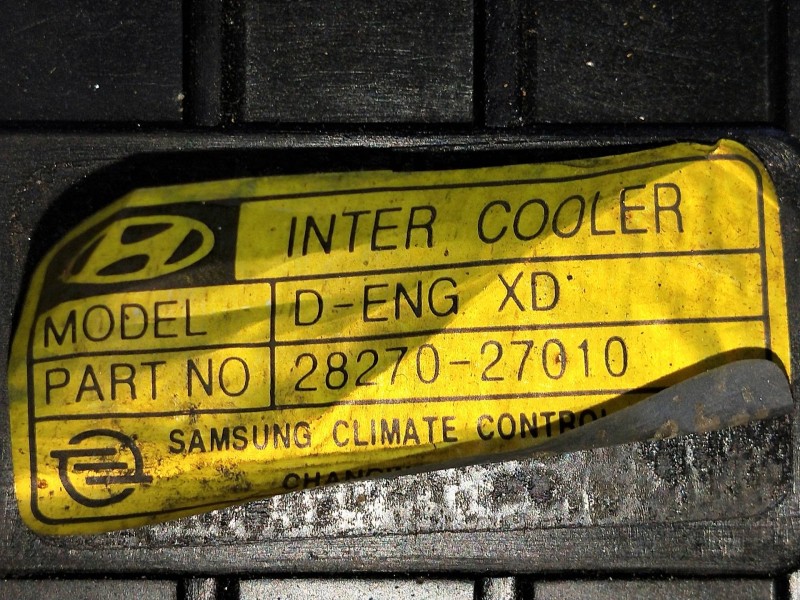 INTER COOLER
MODEL D-ENG XD
PART NO 28270-27010
SAMSUNG CLIMATE CONTROL